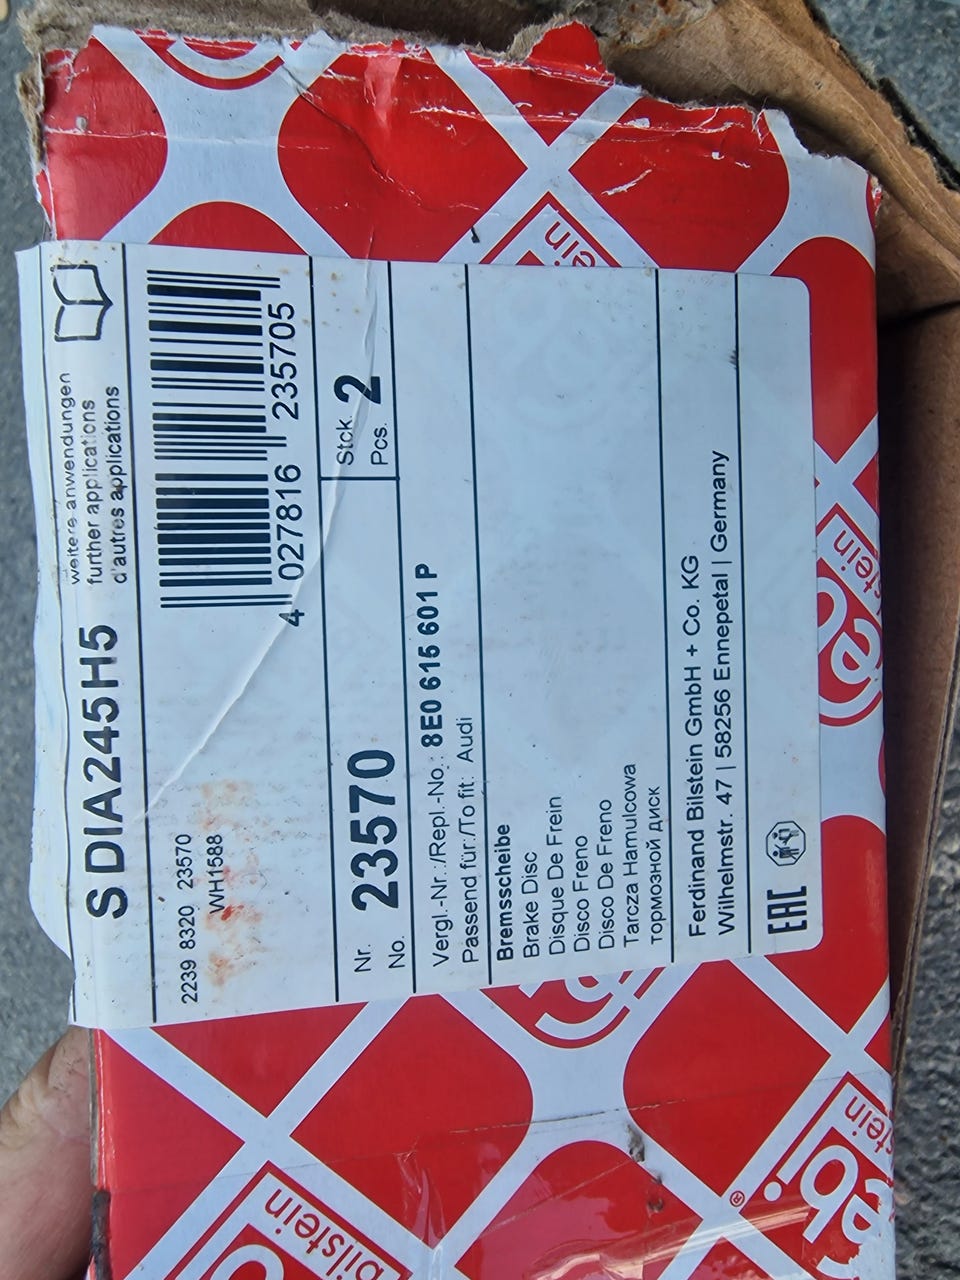 S DIA245H5
weitere anwendungen
further applications
d'autres applications
2239 8320 23570
WH1588
4 027816 235705
Nr.
No. 23570
Stck.
Pcs. 2
Vergl.-Nr.:/Repl.-No.: 8E0 615 601 P
Passend für:/To fit: Audi
Bremsscheibe
Brake Disc
Disque De Frein
Disco Freno
Disco De Freno
Tarcza Hamulcowa
тормозной диск
Ferdinand Bilstein GmbH + Co. KG
Wilhelmstr. 47 | 58256 Ennepetal | Germany
EAC
bilstein
ebi
®